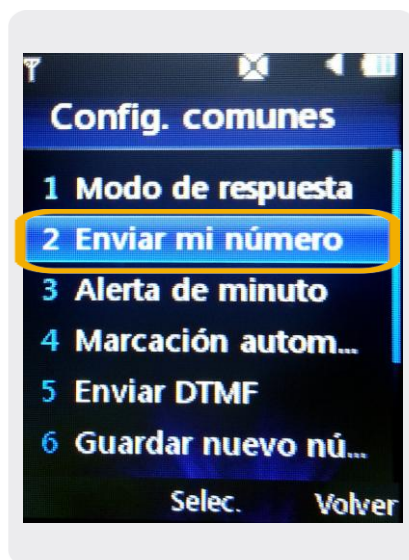 Config. comunes
1 Modo de respuesta
2 Enviar mi número
3 Alerta de minuto
4 Marcación autom...
5 Enviar DTMF
6 Guardar nuevo nú...
Selec. Volver